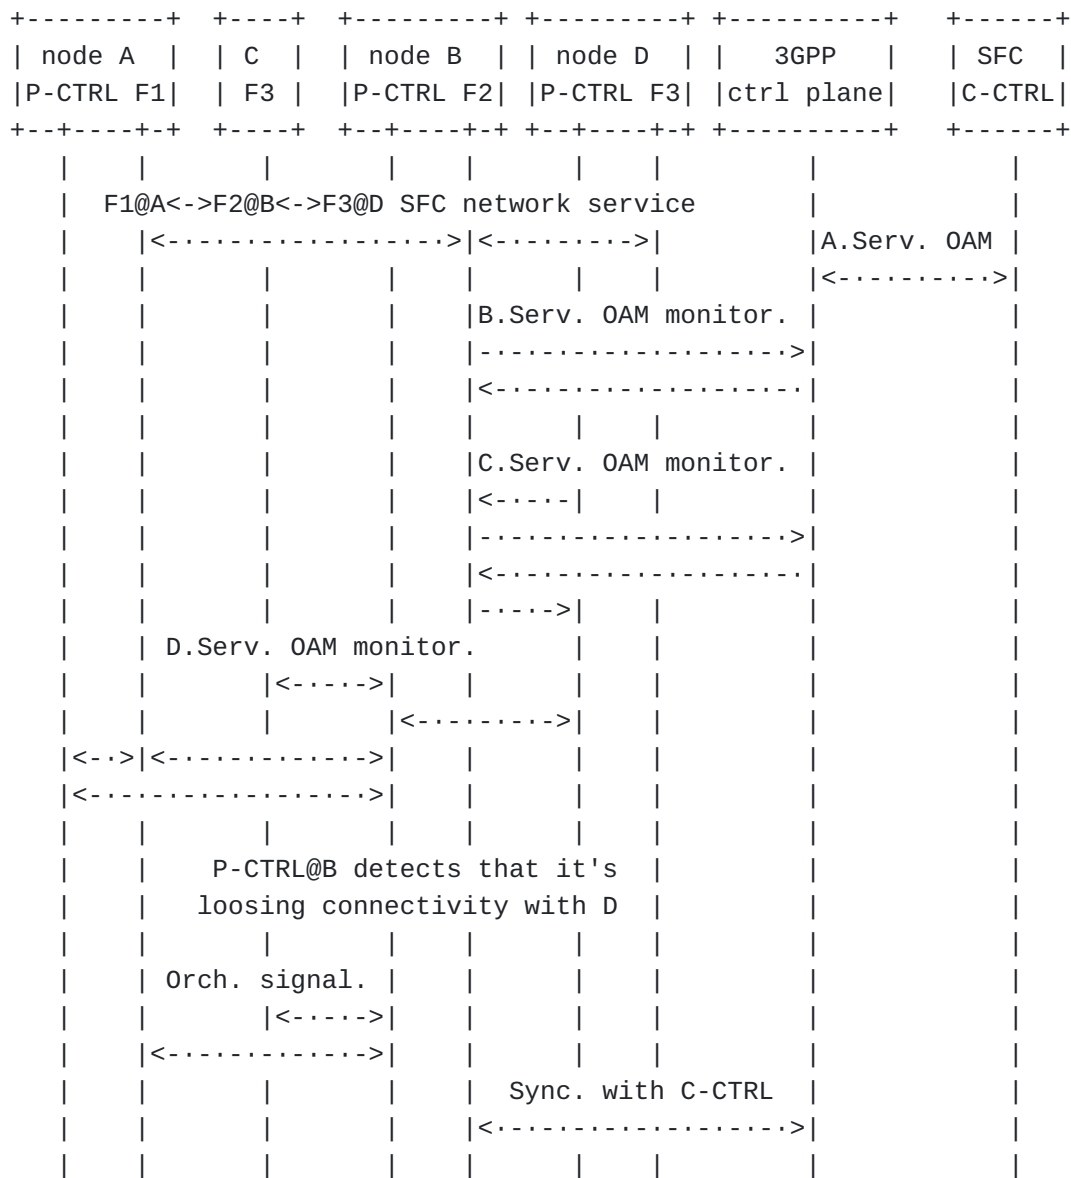 +---------+  +----+  +---------+ +---------+ +----------+   +------+
| node A  |  | C  |  | node B  | | node D  | |   3GPP   |   | SFC  |
|P-CTRL F1|  | F3 |  |P-CTRL F2| |P-CTRL F3| |ctrl plane|   |C-CTRL|
+--+----+-+  +----+  +--+----+-+ +--+----+-+ +----------+   +------+
   |    |       |       |    |      |    |         |            |
   |  F1@A<->F2@B<->F3@D SFC network service       |            |
   |    |<-·-·-·-·-·-·-·-·->|<-·-·-·-·->|         |A.Serv. OAM |
   |    |       |       |    |      |    |         |<-·-·-·-·->|
   |    |       |       |    |B.Serv. OAM monitor. |            |
   |    |       |       |    |-·-·-·-·-·-·-·-·-·->|            |
   |    |       |       |    |<-·-·-·-·-·-·-·-·-·-·|            |
   |    |       |       |    |      |    |         |            |
   |    |       |       |    |C.Serv. OAM monitor. |            |
   |    |       |       |    |<-·-·-|    |         |            |
   |    |       |       |    |-·-·-·-·-·-·-·-·-·->|            |
   |    |       |       |    |<-·-·-·-·-·-·-·-·-·-·|            |
   |    |       |       |    |-·-·->|    |         |            |
   |    | D.Serv. OAM monitor.      |    |         |            |
   |    |       |<-·-·->|    |      |    |         |            |
   |    |       |       |<-·-·-·-·->|    |         |            |
   |<-·>|<-·-·-·-·-·-·->|    |      |    |         |            |
   |<-·-·-·-·-·-·-·-·-·->|    |      |    |         |            |
   |    |       |       |    |      |    |         |            |
   |    |    P-CTRL@B detects that it's  |         |            |
   |    |   loosing connectivity with D  |         |            |
   |    |       |       |    |      |    |         |            |
   |    | Orch. signal. |    |      |    |         |            |
   |    |       |<-·-·->|    |      |    |         |            |
   |    |<-·-·-·-·-·-·->|    |      |    |         |            |
   |    |       |       |    |  Sync. with C-CTRL  |            |
   |    |       |       |    |<·-·-·-·-·-·-·-·-·->|            |
   |    |       |       |    |      |    |         |            |